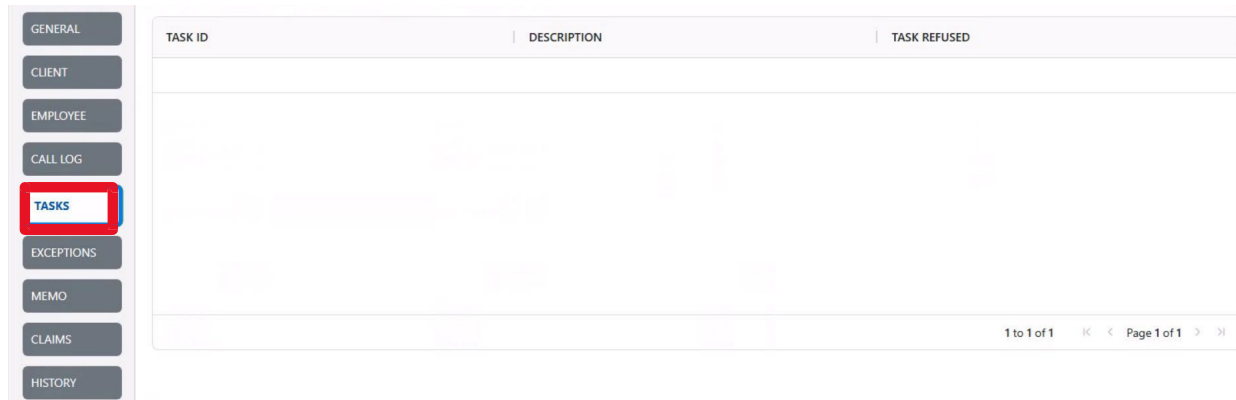 GENERAL
CLIENT
EMPLOYEE
CALL LOG
TASKS
EXCEPTIONS
MEMO
CLAIMS
HISTORY
TASK ID DESCRIPTION TASK REFUSED
1 to 1 of 1 Page 1 of 1